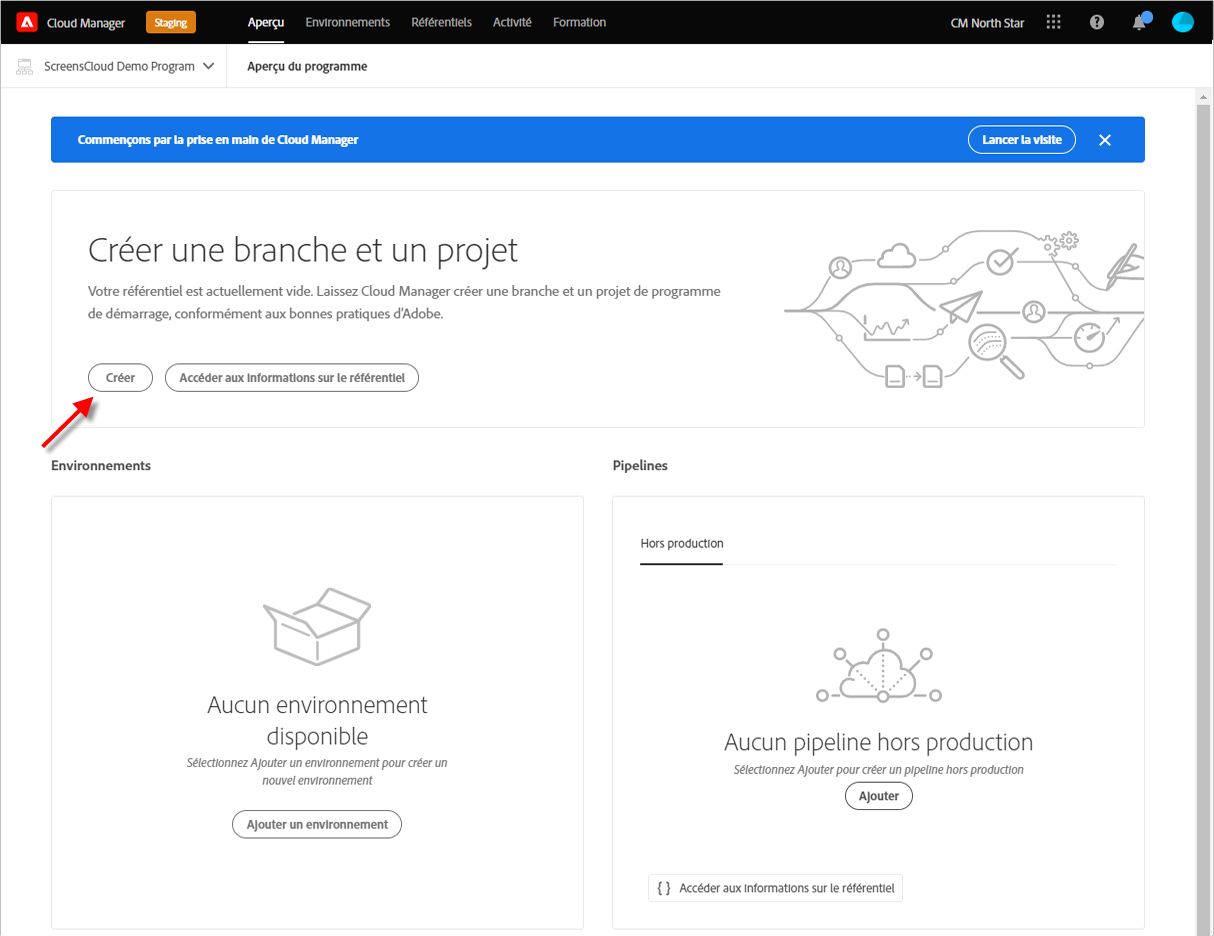 Cloud Manager
Staging
Aperçu
Environnements
Référentiels
Activité
Formation
CM North Star
ScreensCloud Demo Program
Aperçu du programme
Commençons par la prise en main de Cloud Manager
Lancer la visite
Créer une branche et un projet
Votre référentiel est actuellement vide. Laissez Cloud Manager créer une branche et un projet de programme
de démarrage, conformément aux bonnes pratiques d'Adobe.
Créer
Accéder aux informations sur le référentiel
Environnements
Pipelines
Aucun environnement
disponible
Sélectionnez Ajouter un environnement pour créer un
nouvel environnement
Ajouter un environnement
Hors production
Aucun pipeline hors production
Sélectionnez Ajouter pour créer un pipeline hors production
Ajouter
{ } Accéder aux informations sur le référentiel